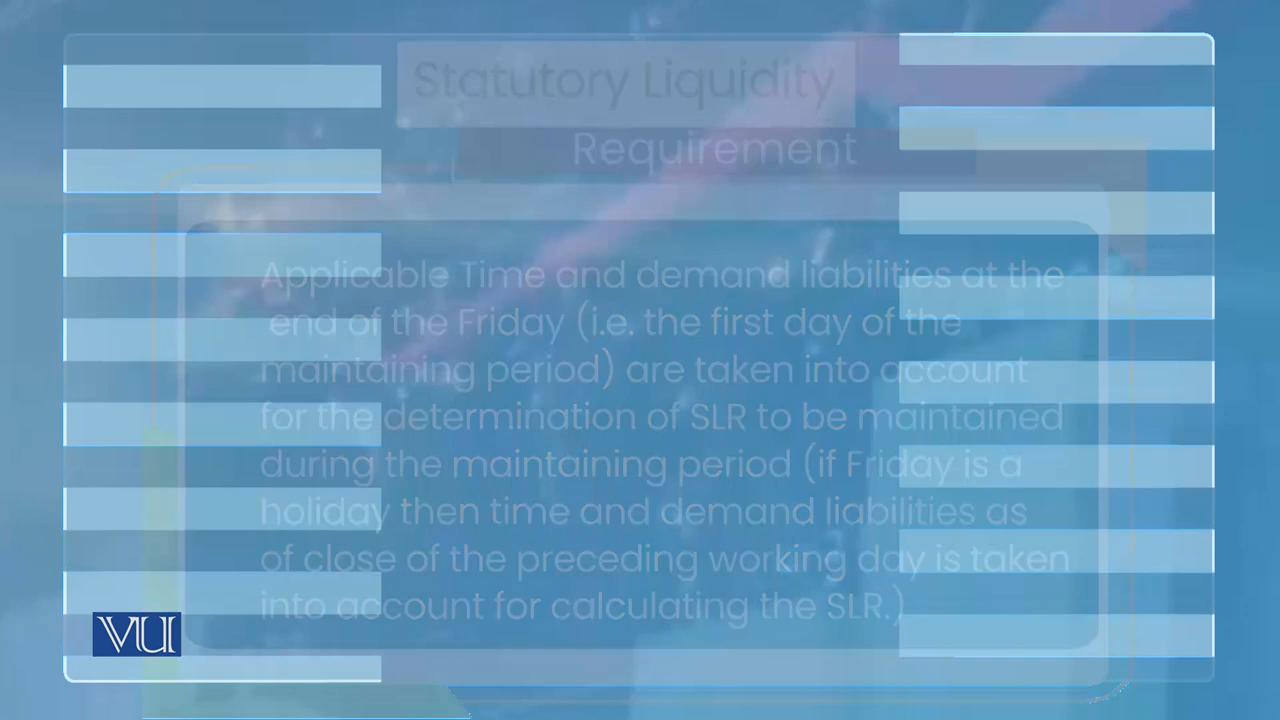 Statutory Liquidity
Requirement
Applicable Time and demand liabilities at the
end of the Friday (i.e. the first day of the
maintaining period) are taken into account
for the determination of SLR to be maintained
during the maintaining period (if Friday is a
holiday then time and demand liabilities as
of close of the preceding working day is taken
into account for calculating the SLR.)
VU